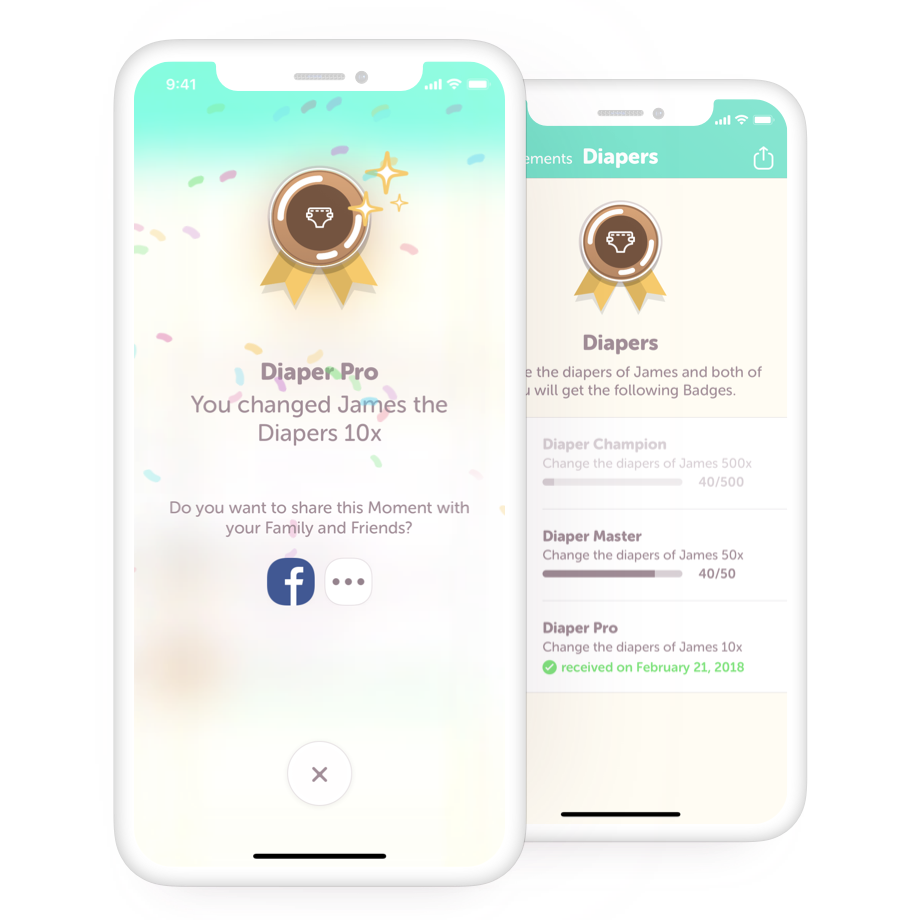 9:41
Diaper Pro
You changed James the
Diapers 10x
Do you want to share this Moment with
your Family and Friends?
ements Diapers
Diapers
e the diapers of James and both of
u will get the following Badges.
Diaper Champion
Change the diapers of James 500x
40/500
Diaper Master
Change the diapers of James 50x
40/50
Diaper Pro
Change the diapers of James 10x
received on February 21, 2018